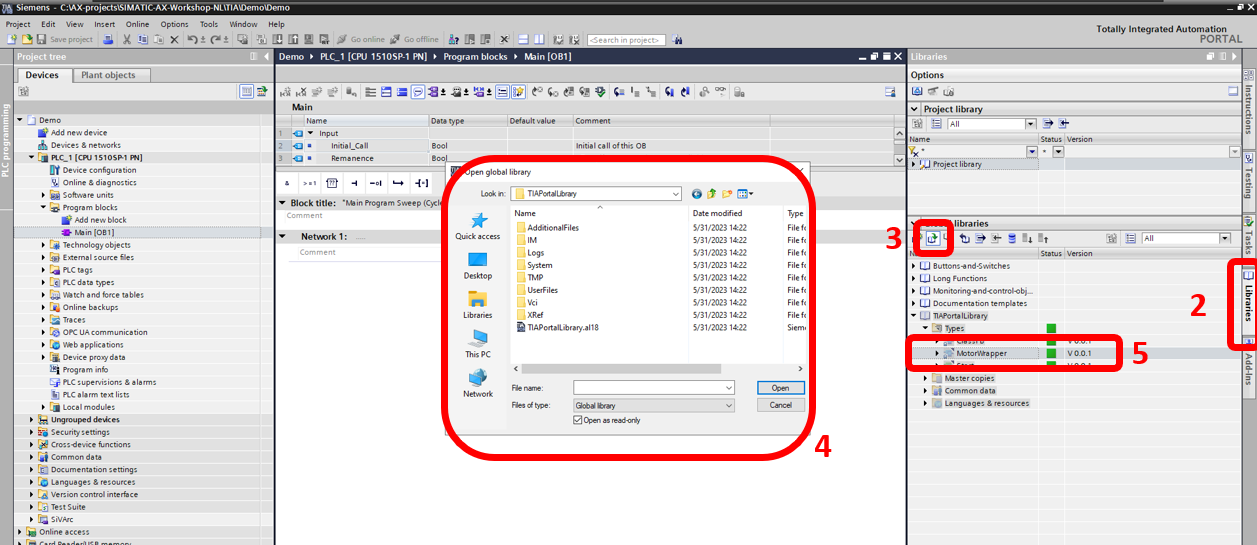 Siemens - C:\AX-projects\SIMATIC-AX-Workshop-NL\TIA\Demo\Demo
Project Edit View Insert Online Options Tools Window Help
Save project
Go online
Go offline
<Search in project>
Totally Integrated Automation
PORTAL
Project tree
Devices
Plant objects
PLC programming
Demo
Add new device
Devices & networks
PLC_1 [CPU 1510SP-1 PN]
Device configuration
Online & diagnostics
Software units
Program blocks
Add new block
Main [OB1]
Technology objects
External source files
PLC tags
PLC data types
Watch and force tables
Online backups
Traces
OPC UA communication
Web applications
Device proxy data
Program info
PLC supervisions & alarms
PLC alarm text lists
Local modules
Ungrouped devices
Security settings
Cross-device functions
Common data
Documentation settings
Languages & resources
Version control interface
Test Suite
SiVArc
Online access
Card Reader/USB memory
Demo PLC_1 [CPU 1510SP-1 PN] Program blocks Main [OB1]
Main
Name Data type Default value Comment
1 Input
2 Initial_Call Bool Initial call of this OB
3 Remanence Bool
Block title: "Main Program Sweep (Cycle
Comment
Network 1: .....
Comment
Open global library
Look in: TIAPortalLibrary
Quick access
Desktop
Libraries
This PC
Network
Name Date modified Type
AdditionalFiles 5/31/2023 14:22 File fo
IM 5/31/2023 14:22 File fo
Logs 5/31/2023 14:22 File fo
System 5/31/2023 14:22 File fo
TMP 5/31/2023 14:22 File fo
UserFiles 5/31/2023 14:22 File fo
Vci 5/31/2023 14:22 File fo
XRef 5/31/2023 14:22 File fo
TIAPortalLibrary.al18 5/31/2023 14:22 Sieme
File name:
Open
Files of type: Global library
Cancel
Open as read-only
4
Libraries
Options
Project library
All
Name Status Version
Project library
3
libraries
All
Status Version
Buttons-and-Switches
Long Functions
Monitoring-and-control-obj...
Documentation templates
TIAPortalLibrary
Types
MotorWrapper V 0.0.1
Master copies
Common data
Languages & resources
5
2
Instructions
Testing
Tasks
Libraries
Add-Ins